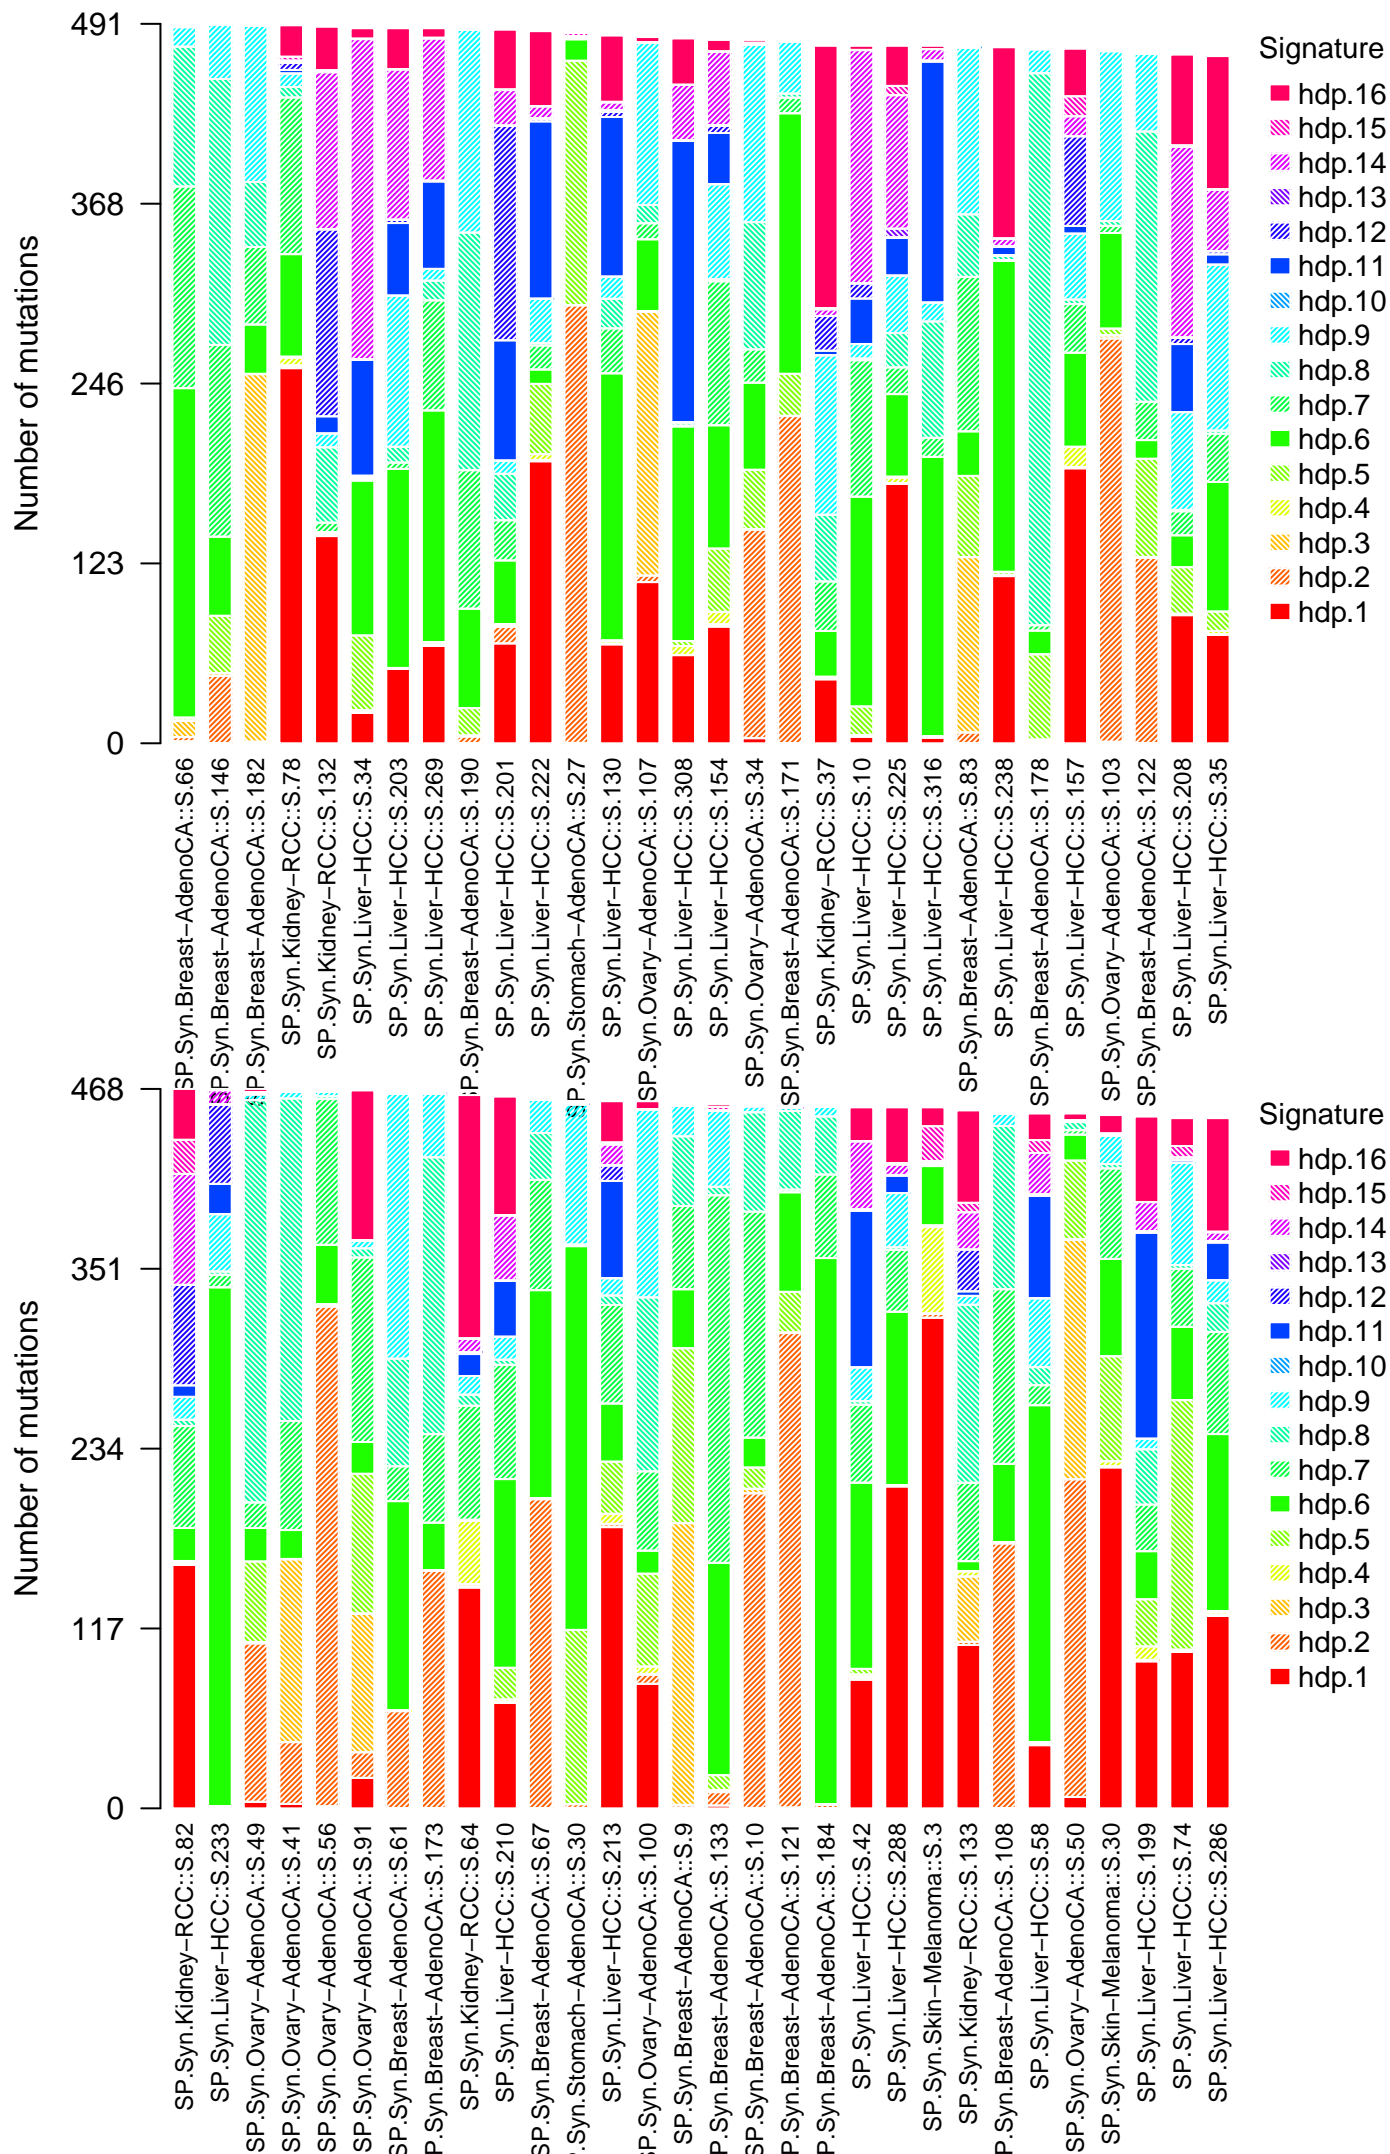 Number of mutations
491
368
246
123
0
Signature
hdp.16
hdp.15
hdp.14
hdp.13
hdp.12
hdp.11
hdp.10
hdp.9
hdp.8
hdp.7
hdp.6
hdp.5
hdp.4
hdp.3
hdp.2
hdp.1
SP.Syn.Breast−AdenoCA::S.66
SP.Syn.Breast−AdenoCA::S.146
SP.Syn.Breast−AdenoCA::S.182
SP.Syn.Kidney−RCC::S.78
SP.Syn.Kidney−RCC::S.132
SP.Syn.Liver−HCC::S.34
SP.Syn.Liver−HCC::S.203
SP.Syn.Liver−HCC::S.269
SP.Syn.Breast−AdenoCA::S.190
SP.Syn.Liver−HCC::S.201
SP.Syn.Liver−HCC::S.222
SP.Syn.Stomach−AdenoCA::S.27
SP.Syn.Liver−HCC::S.130
SP.Syn.Ovary−AdenoCA::S.107
SP.Syn.Liver−HCC::S.308
SP.Syn.Liver−HCC::S.154
SP.Syn.Ovary−AdenoCA::S.34
SP.Syn.Breast−AdenoCA::S.171
SP.Syn.Kidney−RCC::S.37
SP.Syn.Liver−HCC::S.10
SP.Syn.Liver−HCC::S.225
SP.Syn.Liver−HCC::S.316
SP.Syn.Breast−AdenoCA::S.83
SP.Syn.Liver−HCC::S.238
SP.Syn.Breast−AdenoCA::S.178
SP.Syn.Liver−HCC::S.157
SP.Syn.Ovary−AdenoCA::S.103
SP.Syn.Breast−AdenoCA::S.122
SP.Syn.Liver−HCC::S.208
SP.Syn.Liver−HCC::S.35
Number of mutations
468
351
234
117
0
Signature
hdp.16
hdp.15
hdp.14
hdp.13
hdp.12
hdp.11
hdp.10
hdp.9
hdp.8
hdp.7
hdp.6
hdp.5
hdp.4
hdp.3
hdp.2
hdp.1
SP.Syn.Kidney−RCC::S.82
SP.Syn.Liver−HCC::S.233
SP.Syn.Ovary−AdenoCA::S.49
SP.Syn.Ovary−AdenoCA::S.41
SP.Syn.Ovary−AdenoCA::S.56
SP.Syn.Ovary−AdenoCA::S.91
SP.Syn.Breast−AdenoCA::S.61
P.Syn.Breast−AdenoCA::S.173
SP.Syn.Kidney−RCC::S.64
SP.Syn.Liver−HCC::S.210
SP.Syn.Breast−AdenoCA::S.67
.Syn.Stomach−AdenoCA::S.30
SP.Syn.Liver−HCC::S.213
SP.Syn.Ovary−AdenoCA::S.100
SP.Syn.Breast−AdenoCA::S.9
P.Syn.Breast−AdenoCA::S.133
SP.Syn.Breast−AdenoCA::S.10
P.Syn.Breast−AdenoCA::S.121
P.Syn.Breast−AdenoCA::S.184
SP.Syn.Liver−HCC::S.42
SP.Syn.Liver−HCC::S.288
SP.Syn.Skin−Melanoma::S.3
SP.Syn.Kidney−RCC::S.133
P.Syn.Breast−AdenoCA::S.108
SP.Syn.Liver−HCC::S.58
SP.Syn.Ovary−AdenoCA::S.50
SP.Syn.Skin−Melanoma::S.30
SP.Syn.Liver−HCC::S.199
SP.Syn.Liver−HCC::S.74
SP.Syn.Liver−HCC::S.286